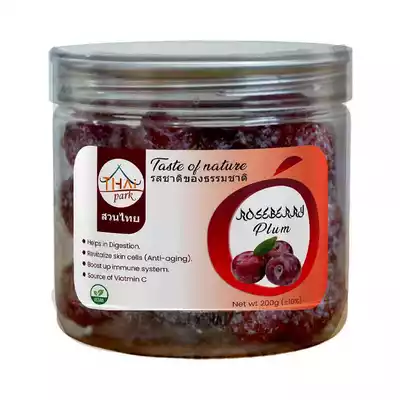 THAI
park
สวนไทย
Taste of nature
รสชาติของธรรมชาติ
ROSEBERRY
Plum
Helps in Digestion.
Revitalize skin cells (Anti-aging).
Boost up immune system.
Source of Viatmin C
Net wt 200g (±10%)